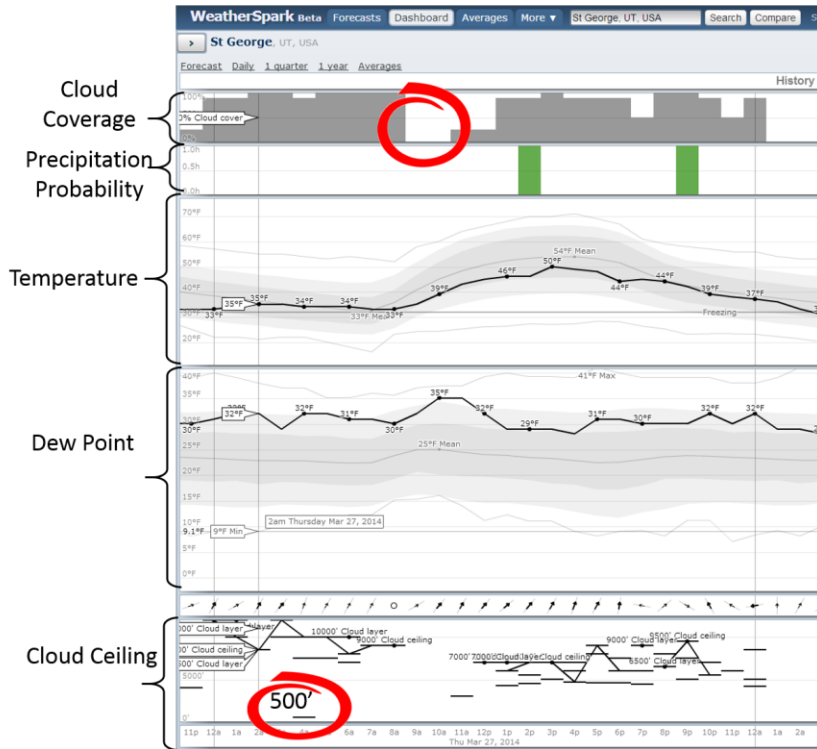 WeatherSpark Beta Forecasts Dashboard Averages More ▼ St George, UT, USA Search Compare
> St George, UT, USA
Forecast Daily 1 quarter 1 year Averages
History
Cloud
Coverage
100%
0% Cloud cover
0%
Precipitation
Probability
1.0h
0.5h
0.0h
Temperature
70°F
60°F
50°F
40°F
30°F
20°F
54°F Mean
50°F
46°F
44°F
44°F
39°F
39°F
37°F
35°F
35°F
34°F
34°F
33°F
33°F Mean
33°F
Freezing
Dew Point
40°F
35°F
30°F
25°F
20°F
15°F
10°F
5°F
0°F
41°F Max
35°F
32°F
32°F
32°F
32°F
32°F
31°F
31°F
30°F
30°F
30°F
29°F
25°F Mean
2am Thursday Mar 27, 2014
9.1°F
9°F Min
Cloud Ceiling
10000' Cloud layer
9000' Cloud ceiling
9500' Cloud ceiling
9000' Cloud layer
7000' Cloud ceiling
6500' Cloud layer
5000'
0'
500'
11p 12a 1a 2a 4a 6a 7a 8a 9a 10a 11a 12p 1p 2p 3p 4p 5p 6p 7p 8p 9p 10p 11p 12a 1a 2a
Thu Mar 27, 2014